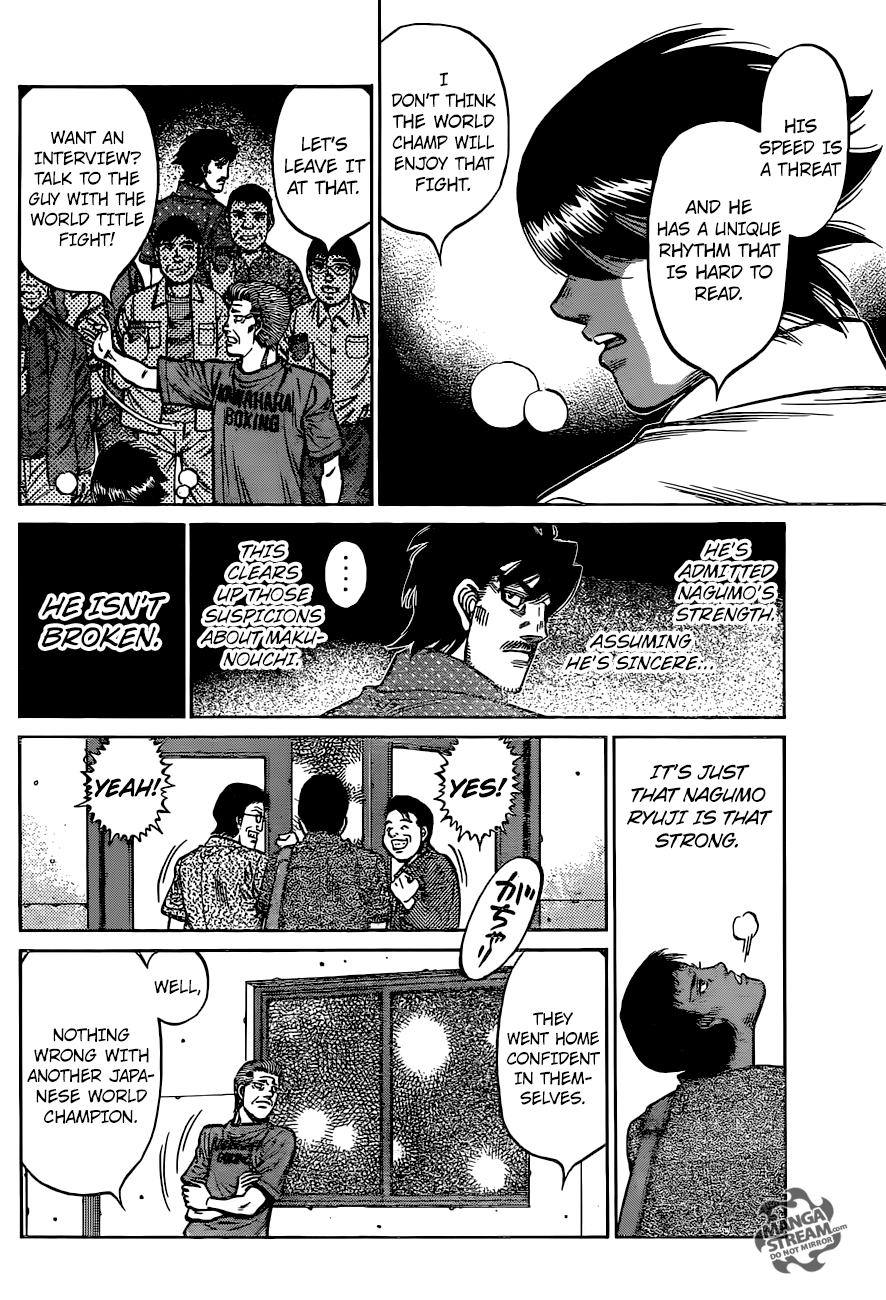 HIS
SPEED IS
A THREAT
AND HE
HAS A UNIQUE
RHYTHM THAT
IS HARD TO
READ.
I
DON'T THINK
THE WORLD
CHAMP WILL
ENJOY THAT
FIGHT.
LET'S
LEAVE IT
AT THAT.
WANT AN
INTERVIEW?
TALK TO THE
GUY WITH THE
WORLD TITLE
FIGHT!
KAWAHARA
BOXING
HE'S
ADMITTED
NAGUMO'S
STRENGTH.
ASSUMING
HE'S SINCERE...
....
THIS
CLEARS
UP THOSE
SUSPICIONS
ABOUT MAKU-
NOUCHI.
HE ISN'T
BROKEN.
IT'S JUST
THAT NAGUMO
RYUJI IS THAT
STRONG.
YES!
YEAH!
がちゃり
THEY
WENT HOME
CONFIDENT
IN THEM-
SELVES.
WELL,
NOTHING
WRONG WITH
ANOTHER JAPA-
NESE WORLD
CHAMPION.
KAWAHARA
BOXING
MANGA
STREAM.com
DO NOT MIRROR